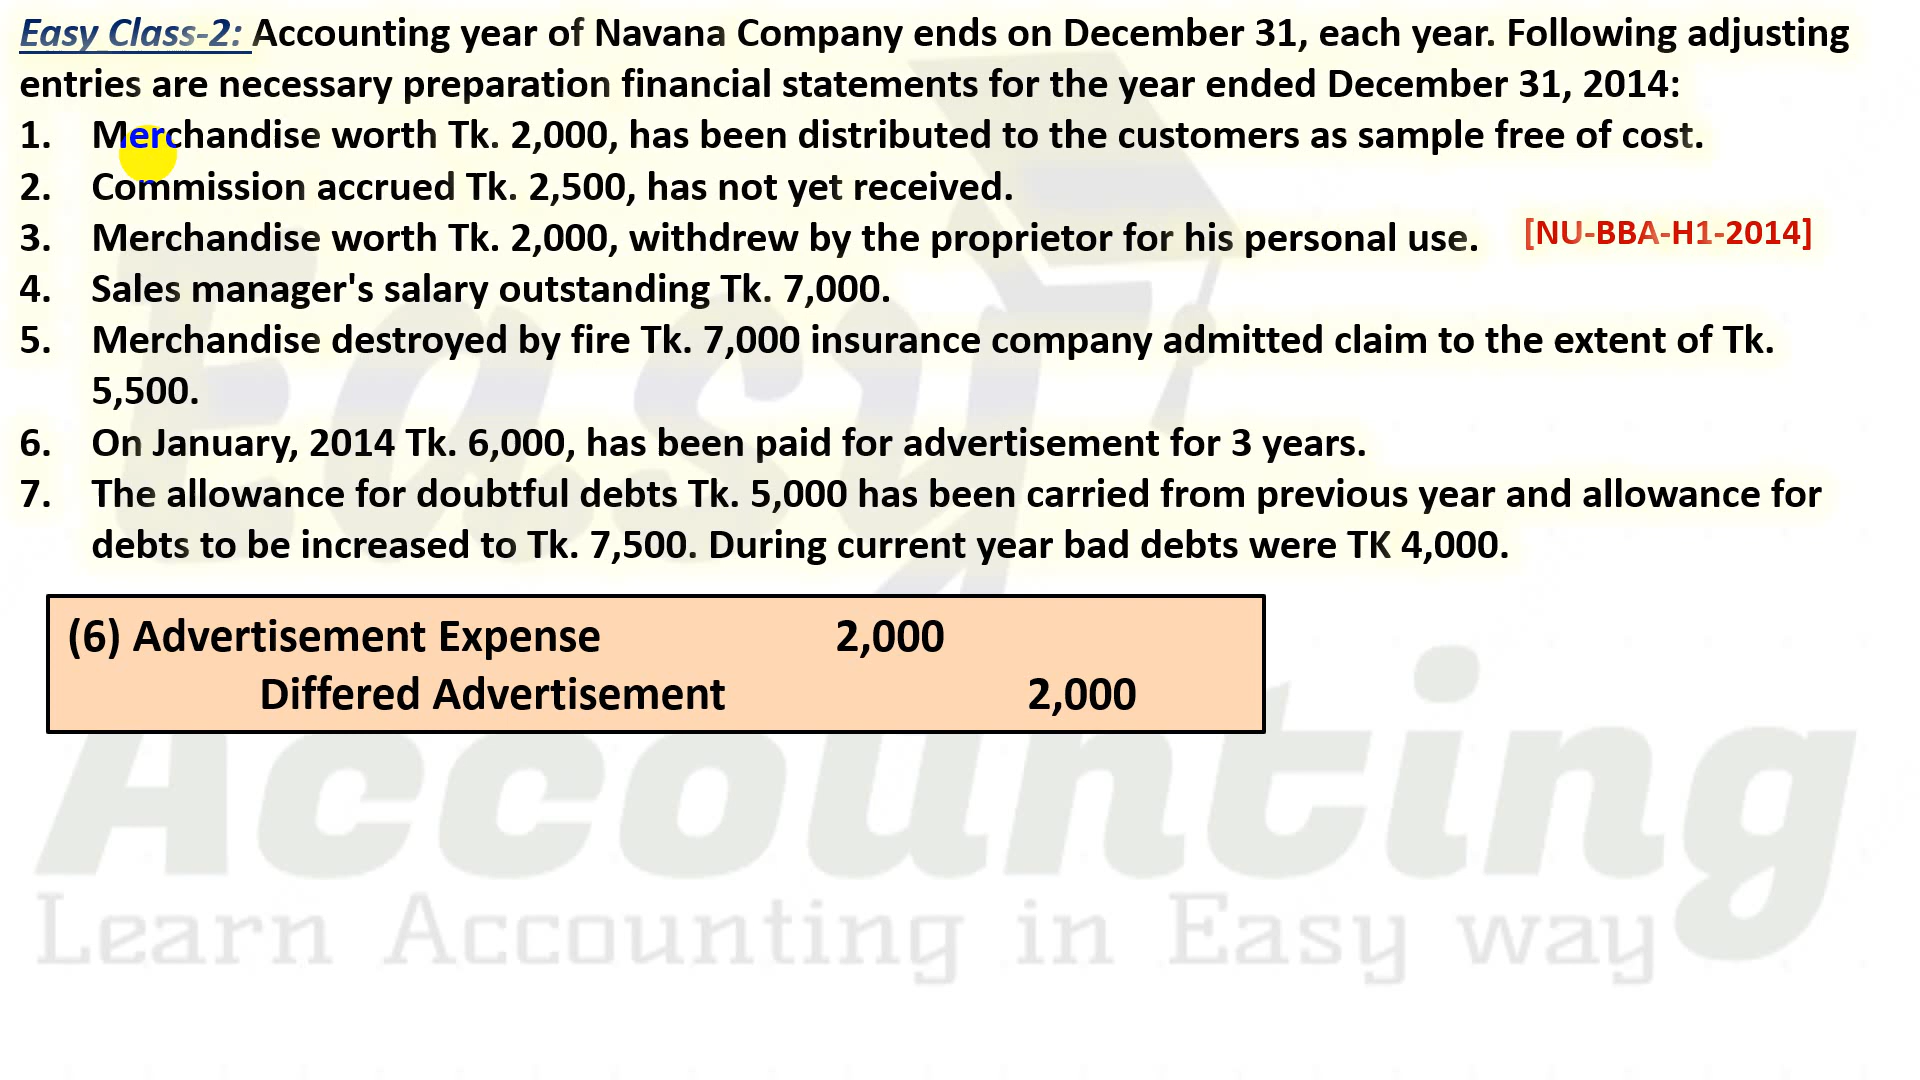 Easy Class-2: Accounting year of Navana Company ends on December 31, each year. Following adjusting
entries are necessary preparation financial statements for the year ended December 31, 2014:
1. Merchandise worth Tk. 2,000, has been distributed to the customers as sample free of cost.
2. Commission accrued Tk. 2,500, has not yet received.
3. Merchandise worth Tk. 2,000, withdrew by the proprietor for his personal use. [NU-BBA-H1-2014]
4. Sales manager's salary outstanding Tk. 7,000.
5. Merchandise destroyed by fire Tk. 7,000 insurance company admitted claim to the extent of Tk.
5,500.
6. On January, 2014 Tk. 6,000, has been paid for advertisement for 3 years.
7. The allowance for doubtful debts Tk. 5,000 has been carried from previous year and allowance for
debts to be increased to Tk. 7,500. During current year bad debts were TK 4,000.
(6) Advertisement Expense 2,000
Differed Advertisement 2,000
Easy
Accounting
Learn Accounting in Easy way